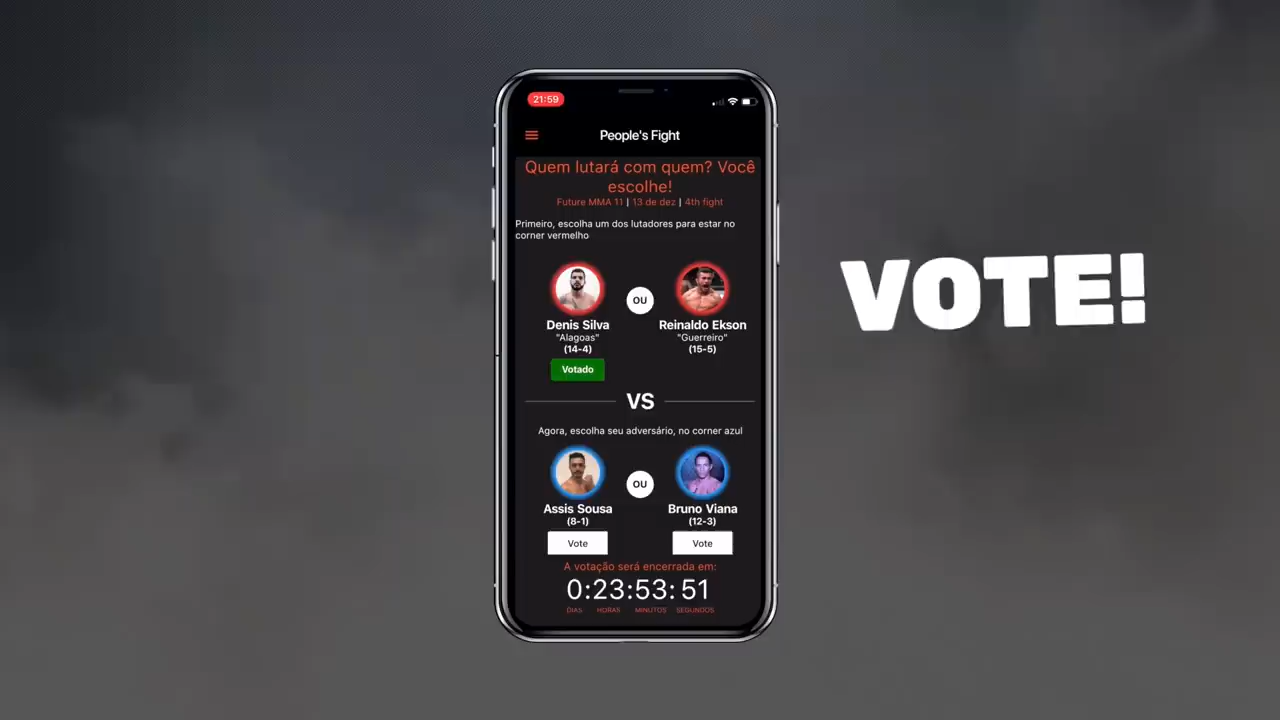 21:59
People's Fight
Quem lutará com quem? Você
escolhe!
Future MMA 11 | 13 de dez | 4th fight
Primeiro, escolha um dos lutadores para estar no
corner vermelho
OU
Denis Silva
"Alagoas"
(14-4)
Votado
Reinaldo Ekson
"Guerreiro"
(15-5)
VS
Agora, escolha seu adversário, no corner azul
OU
Assis Sousa
(8-1)
Vote
Bruno Viana
(12-3)
Vote
A votação será encerrada em:
0:23:53:51
DIAS HORAS MINUTOS SEGUNDOS
VOTE!